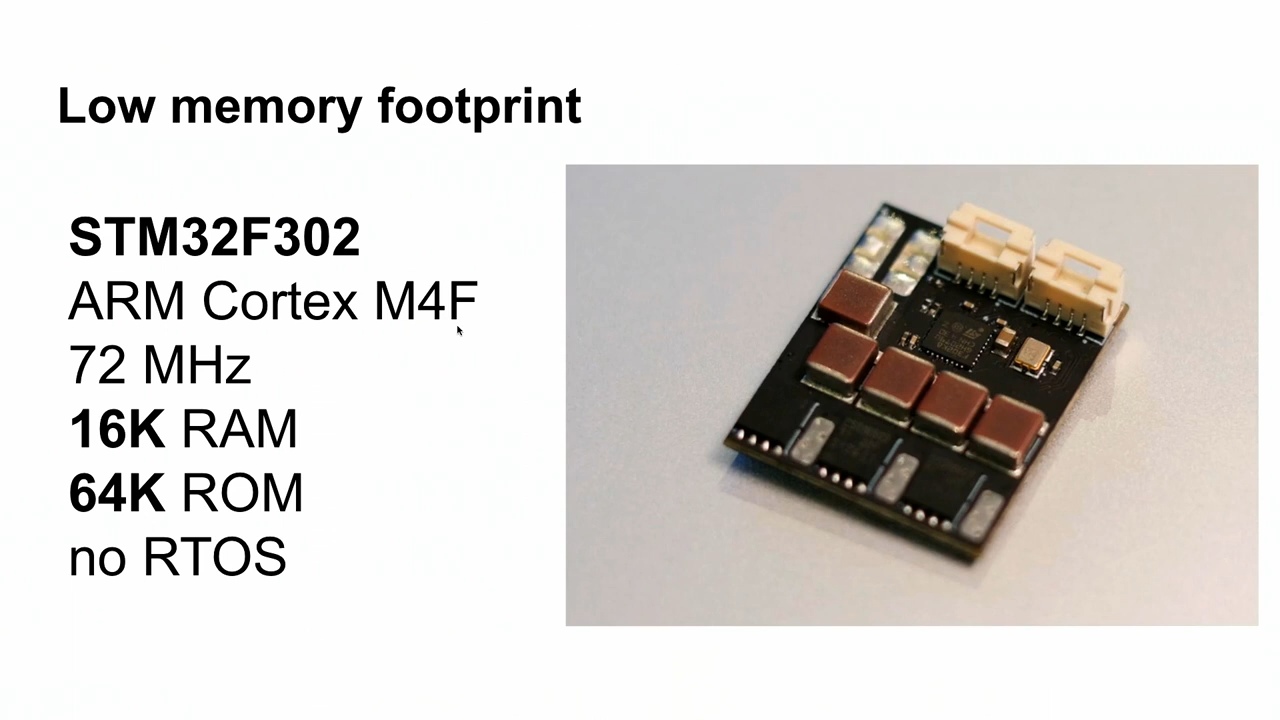 Low memory footprint
STM32F302
ARM Cortex M4F
72 MHz
16K RAM
64K ROM
no RTOS